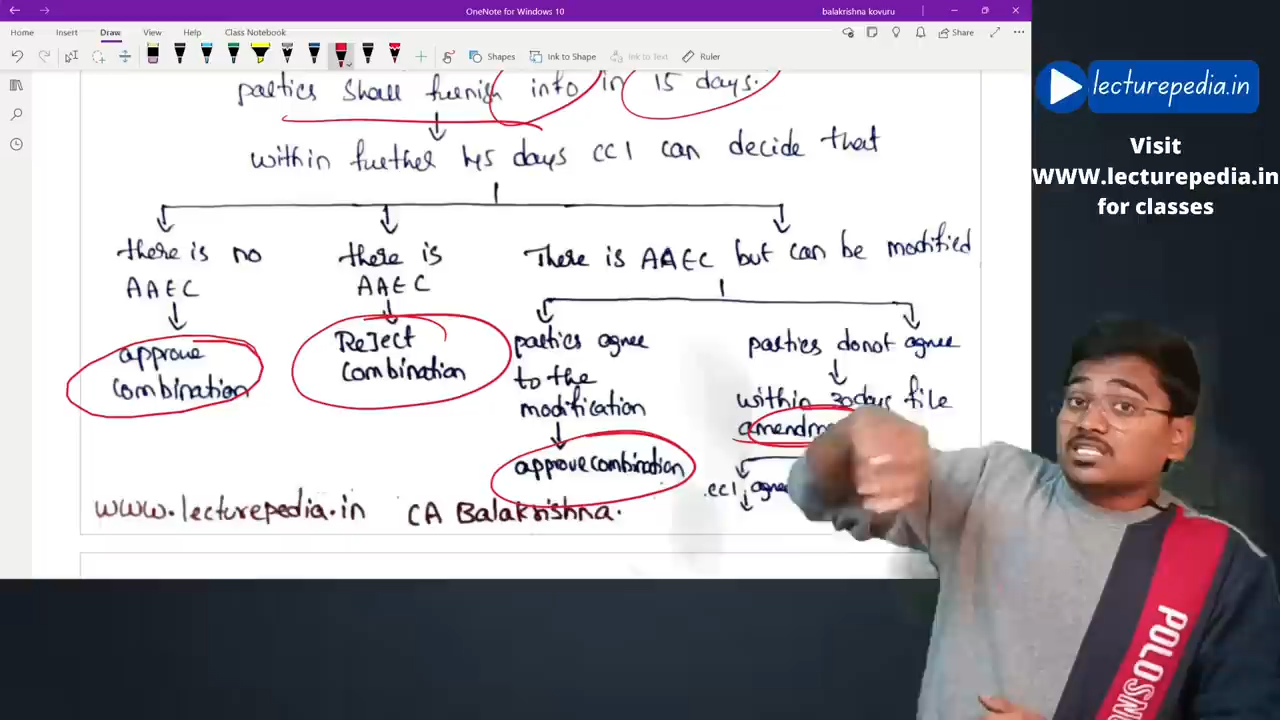 OneNote for Windows 10
balakrishna kovuru
Home Insert Draw View Help Class Notebook
Share
Shapes Ink to Shape Ink to Text Ruler
parties shall furnish info in 15 days.
within further 45 days CCI can decide that
there is no
AAEC
approve
combination
there is
AAEC
Reject
combination
There is AAEC but can be modified
parties agree
to the
modification
approve combination
parties donot agree
within 30 days file
CCI
www.lecturepedia.in CA Balakrishna.
lecturepedia.in
Visit
WWW.lecturepedia.in
for classes
POLO